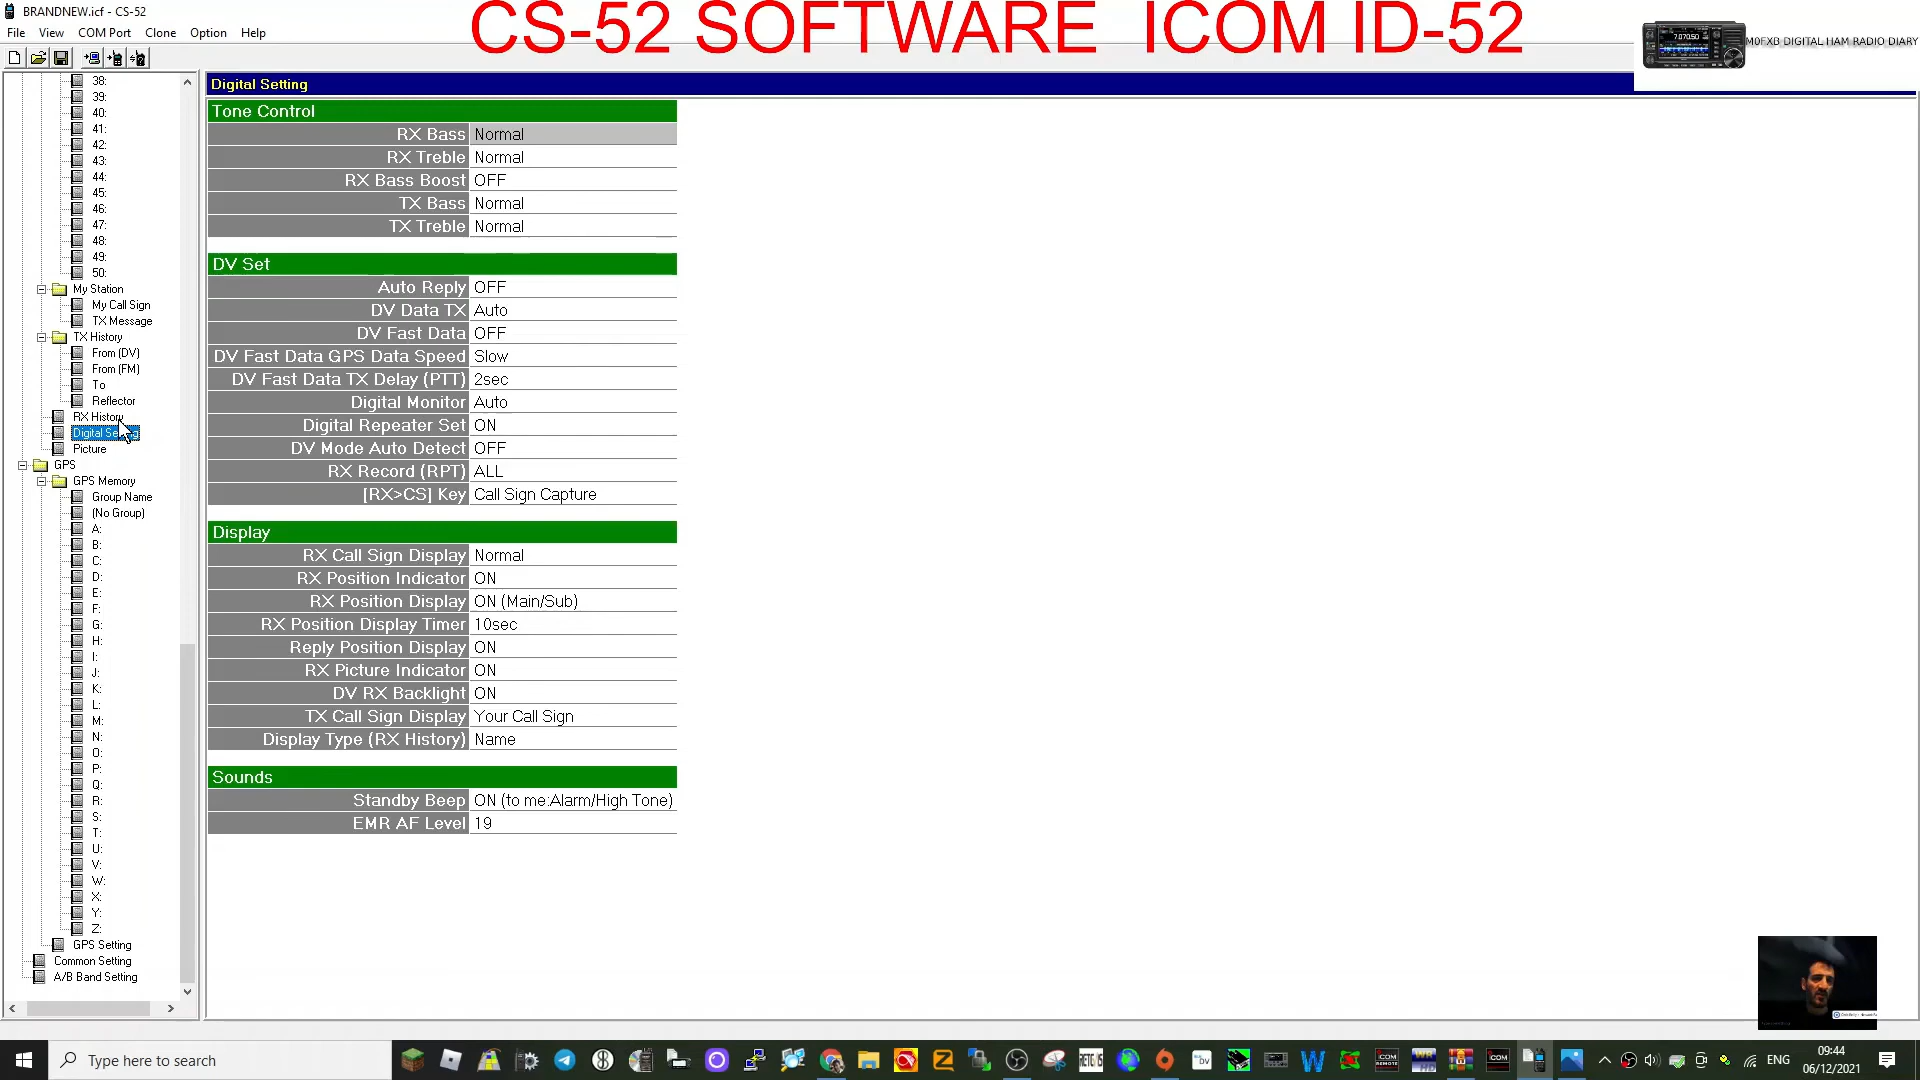 BRANDNEW.icf - CS-52
File View COM Port Clone Option Help
CS-52 SOFTWARE ICOM ID-52
M0FXB DIGITAL HAM RADIO DIARY
38:
39:
40:
41:
42:
43:
44:
45:
46:
47:
48:
49:
50:
My Station
My Call Sign
TX Message
TX History
From (DV)
From (FM)
To
Reflector
RX History
Digital Setting
Picture
GPS
GPS Memory
Group Name
(No Group)
A:
B:
C:
D:
E:
F:
G:
H:
I:
J:
K:
L:
M:
N:
O:
P:
Q:
R:
S:
T:
U:
V:
W:
X:
Y:
Z:
GPS Setting
Common Setting
A/B Band Setting
Digital Setting
Tone Control
RX Bass Normal
RX Treble Normal
RX Bass Boost OFF
TX Bass Normal
TX Treble Normal
DV Set
Auto Reply OFF
DV Data TX Auto
DV Fast Data OFF
DV Fast Data GPS Data Speed Slow
DV Fast Data TX Delay (PTT) 2sec
Digital Monitor Auto
Digital Repeater Set ON
DV Mode Auto Detect OFF
RX Record (RPT) ALL
[RX>CS] Key Call Sign Capture
Display
RX Call Sign Display Normal
RX Position Indicator ON
RX Position Display ON (Main/Sub)
RX Position Display Timer 10sec
Reply Position Display ON
RX Picture Indicator ON
DV RX Backlight ON
TX Call Sign Display Your Call Sign
Display Type (RX History) Name
Sounds
Standby Beep ON (to me:Alarm/High Tone)
EMR AF Level 19
Type here to search
ENG
09:44
06/12/2021